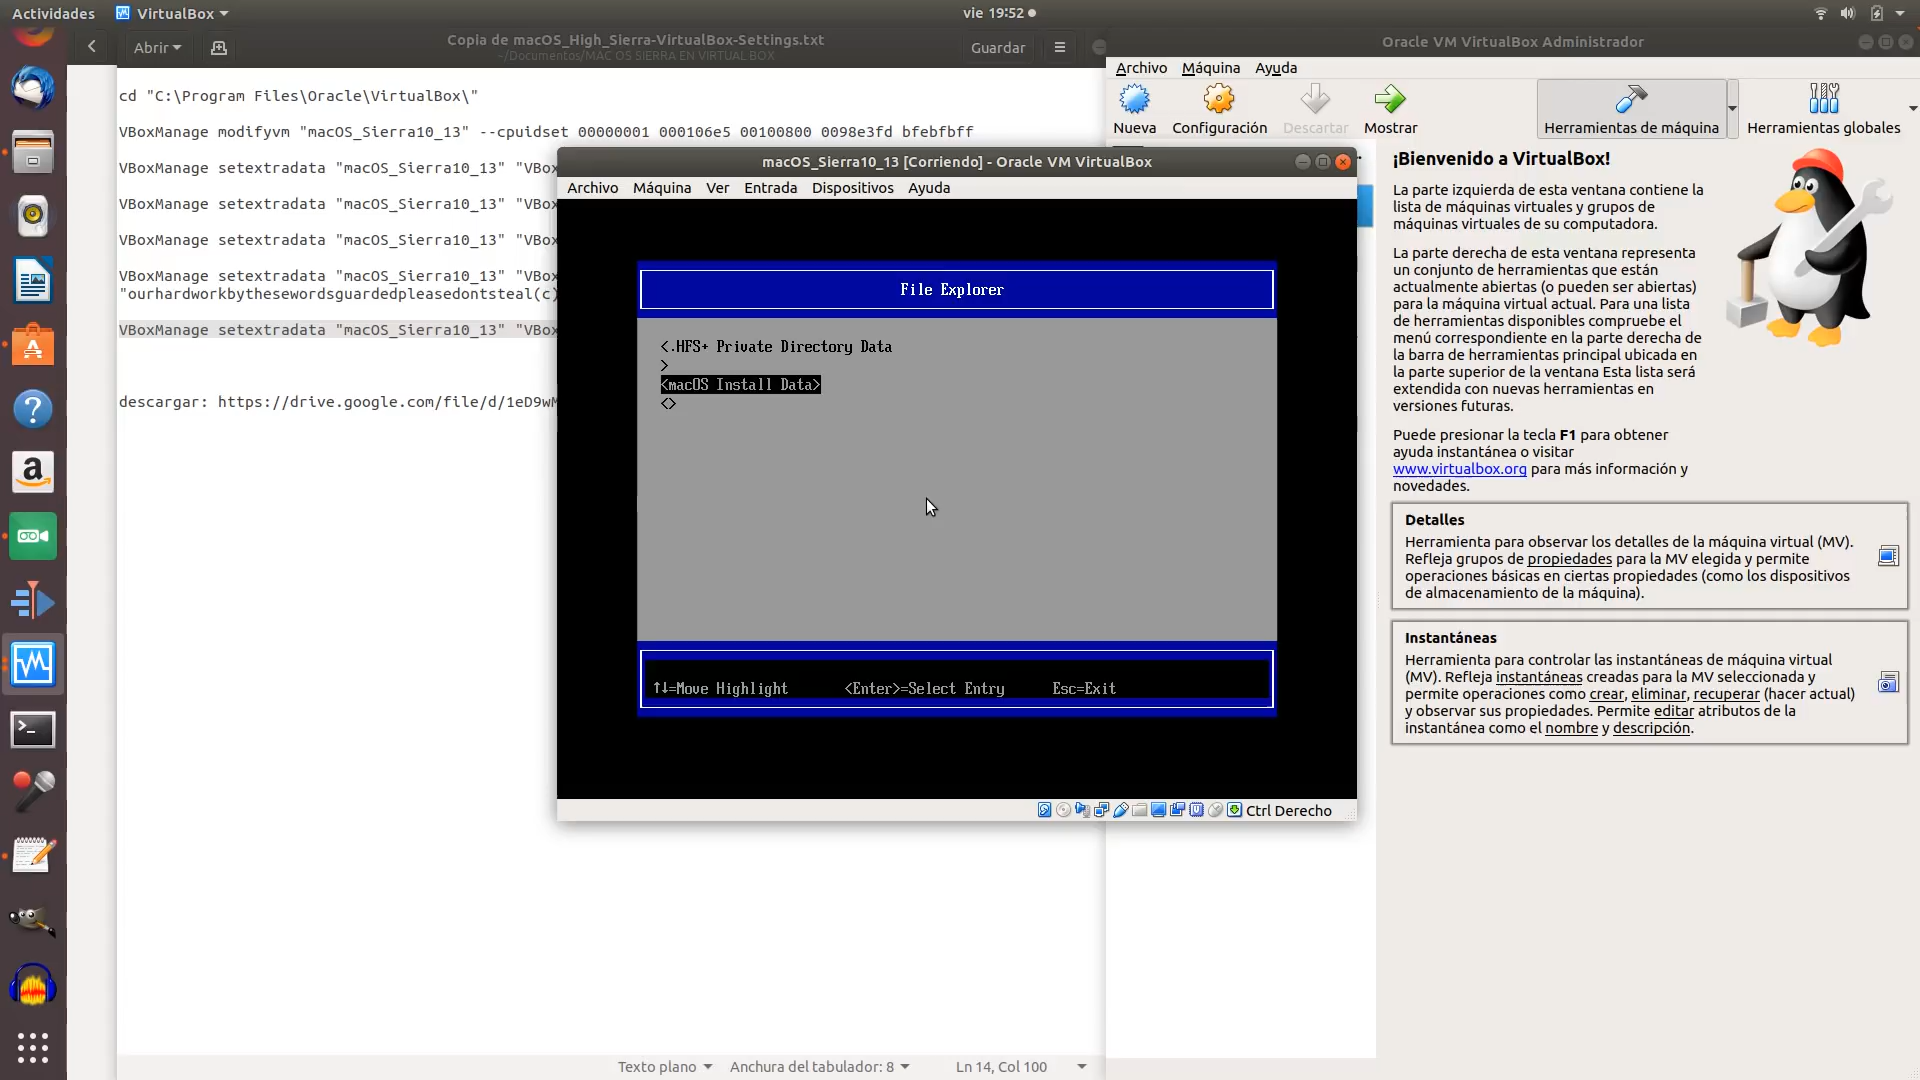 Actividades
VirtualBox
vie 19:52
Abrir
Copia de macOS_High_Sierra-VirtualBox-Settings.txt
~/Documentos/MAC OS SIERRA EN VIRTUAL BOX
Guardar
cd "C:\Program Files\Oracle\VirtualBox\"
VBoxManage modifyvm "macOS_Sierra10_13" --cpuidset 00000001 000106e5 00100800 0098e3fd bfebfbff
VBoxManage setextradata "macOS_Sierra10_13" "VBox
VBoxManage setextradata "macOS_Sierra10_13" "VBox
VBoxManage setextradata "macOS_Sierra10_13" "VBox
VBoxManage setextradata "macOS_Sierra10_13" "VBox
"ourhardworkbythesewordsguardedpleasedontsteal(c)
VBoxManage setextradata "macOS_Sierra10_13" "VBox
descargar: https://drive.google.com/file/d/1eD9wM
Texto plano
Anchura del tabulador: 8
Ln 14, Col 100
macOS_Sierra10_13 [Corriendo] - Oracle VM VirtualBox
Archivo Máquina Ver Entrada Dispositivos Ayuda
File Explorer
<.HFS+ Private Directory Data
>
<macOS Install Data>
<>
↑↓=Move Highlight <Enter>=Select Entry Esc=Exit
Ctrl Derecho
Oracle VM VirtualBox Administrador
Archivo Máquina Ayuda
Nueva Configuración Descartar Mostrar Herramientas de máquina Herramientas globales
¡Bienvenido a VirtualBox!
La parte izquierda de esta ventana contiene la
lista de máquinas virtuales y grupos de
máquinas virtuales de su computadora.
La parte derecha de esta ventana representa
un conjunto de herramientas que están
actualmente abiertas (o pueden ser abiertas)
para la máquina virtual actual. Para una lista
de herramientas disponibles compruebe el
menú correspondiente en la parte derecha de
la barra de herramientas principal ubicada en
la parte superior de la ventana Esta lista será
extendida con nuevas herramientas en
versiones futuras.
Puede presionar la tecla F1 para obtener
ayuda instantánea o visitar
www.virtualbox.org para más información y
novedades.
Detalles
Herramienta para observar los detalles de la máquina virtual (MV).
Refleja grupos de propiedades para la MV elegida y permite
operaciones básicas en ciertas propiedades (como los dispositivos
de almacenamiento de la máquina).
Instantáneas
Herramienta para controlar las instantáneas de máquina virtual
(MV). Refleja instantáneas creadas para la MV seleccionada y
permite operaciones como crear, eliminar, recuperar (hacer actual)
y observar sus propiedades. Permite editar atributos de la
instantánea como el nombre y descripción.